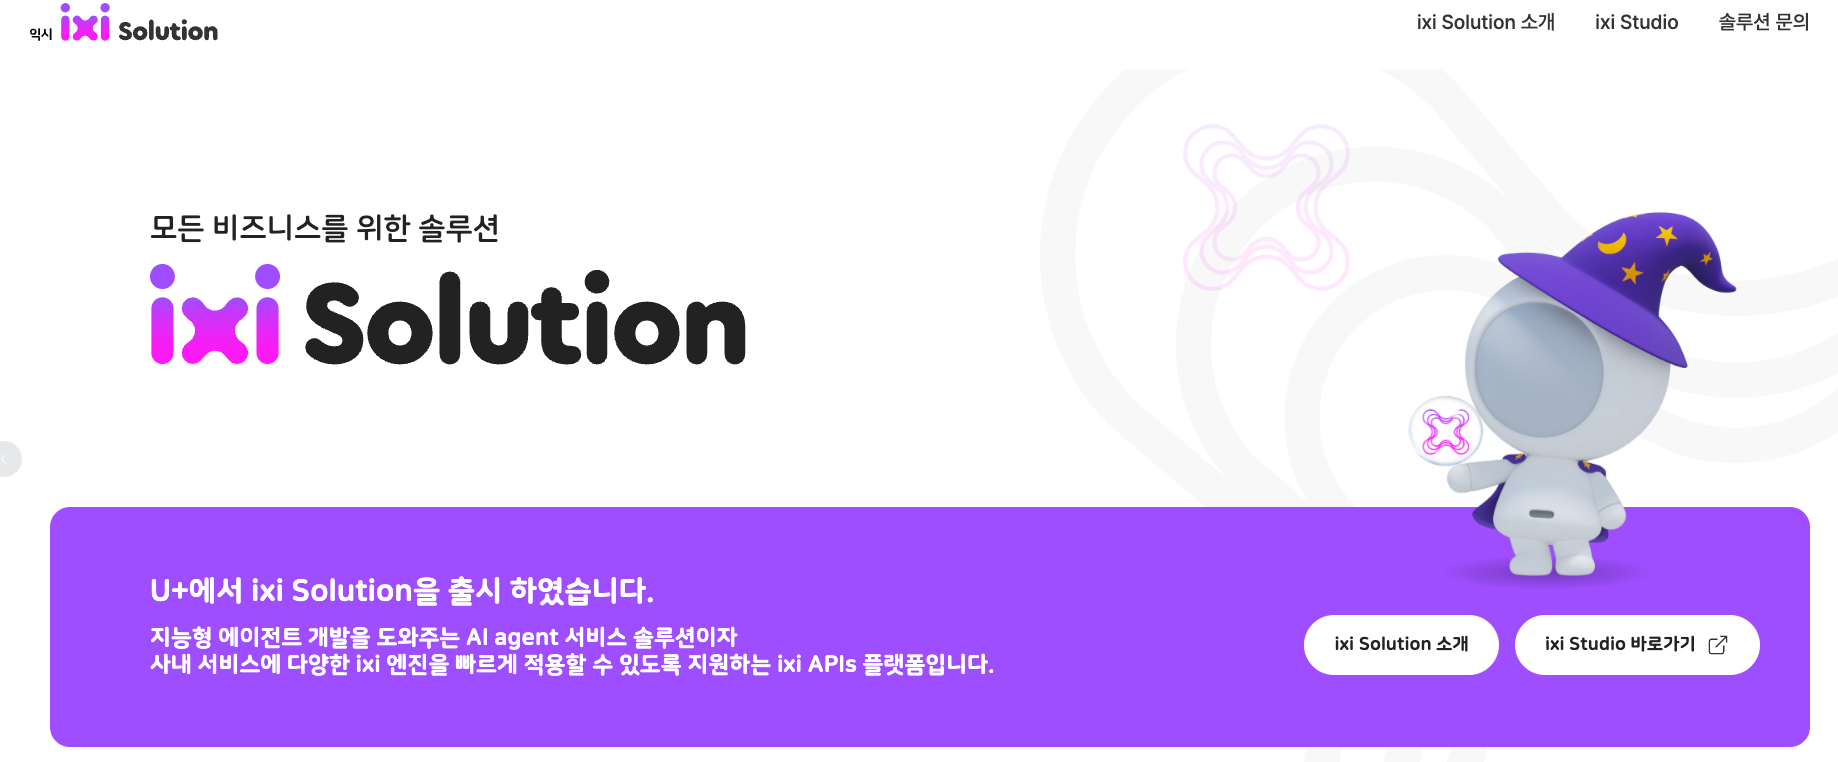 익시 ixi Solution
ixi Solution 소개
ixi Studio
솔루션 문의
모든 비즈니스를 위한 솔루션
ixi Solution
U+에서 ixi Solution을 출시 하였습니다.
지능형 에이전트 개발을 도와주는 AI agent 서비스 솔루션이자
사내 서비스에 다양한 ixi 엔진을 빠르게 적용할 수 있도록 지원하는 ixi APIs 플랫폼입니다.
ixi Solution 소개
ixi Studio 바로가기